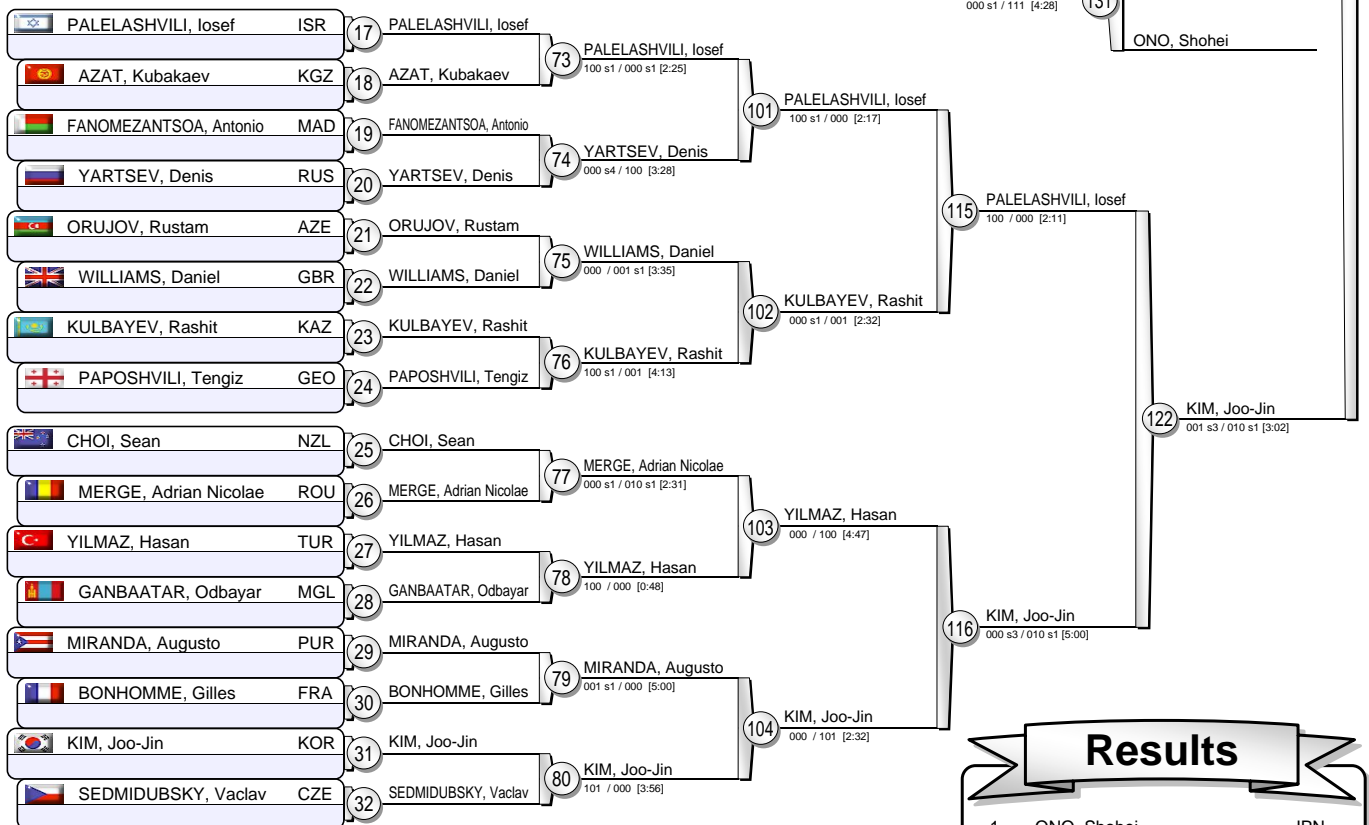 000 s1 / 111 [4:28]
131
ONO, Shohei
PALELASHVILI, Iosef ISR
AZAT, Kubakaev KGZ
FANOMEZANTSOA, Antonio MAD
YARTSEV, Denis RUS
ORUJOV, Rustam AZE
WILLIAMS, Daniel GBR
KULBAYEV, Rashit KAZ
PAPOSHVILI, Tengiz GEO
CHOI, Sean NZL
MERGE, Adrian Nicolae ROU
YILMAZ, Hasan TUR
GANBAATAR, Odbayar MGL
MIRANDA, Augusto PUR
BONHOMME, Gilles FRA
KIM, Joo-Jin KOR
SEDMIDUBSKY, Vaclav CZE
17 PALELASHVILI, Iosef
18 AZAT, Kubakaev
19 FANOMEZANTSOA, Antonio
20 YARTSEV, Denis
21 ORUJOV, Rustam
22 WILLIAMS, Daniel
23 KULBAYEV, Rashit
24 PAPOSHVILI, Tengiz
25 CHOI, Sean
26 MERGE, Adrian Nicolae
27 YILMAZ, Hasan
28 GANBAATAR, Odbayar
29 MIRANDA, Augusto
30 BONHOMME, Gilles
31 KIM, Joo-Jin
32 SEDMIDUBSKY, Vaclav
73 PALELASHVILI, Iosef
100 s1 / 000 s1 [2:25]
74 YARTSEV, Denis
000 s4 / 100 [3:28]
75 WILLIAMS, Daniel
000 / 001 s1 [3:35]
76 KULBAYEV, Rashit
100 s1 / 001 [4:13]
77 MERGE, Adrian Nicolae
000 s1 / 010 s1 [2:31]
78 YILMAZ, Hasan
100 / 000 [0:48]
79 MIRANDA, Augusto
001 s1 / 000 [5:00]
80 KIM, Joo-Jin
101 / 000 [3:56]
101 PALELASHVILI, Iosef
100 s1 / 000 [2:17]
102 KULBAYEV, Rashit
000 s1 / 001 [2:32]
103 YILMAZ, Hasan
000 / 100 [4:47]
104 KIM, Joo-Jin
000 / 101 [2:32]
115 PALELASHVILI, Iosef
100 / 000 [2:11]
116 KIM, Joo-Jin
000 s3 / 010 s1 [5:00]
122 KIM, Joo-Jin
001 s3 / 010 s1 [3:02]
Results
1 ONO, Shohei JPN